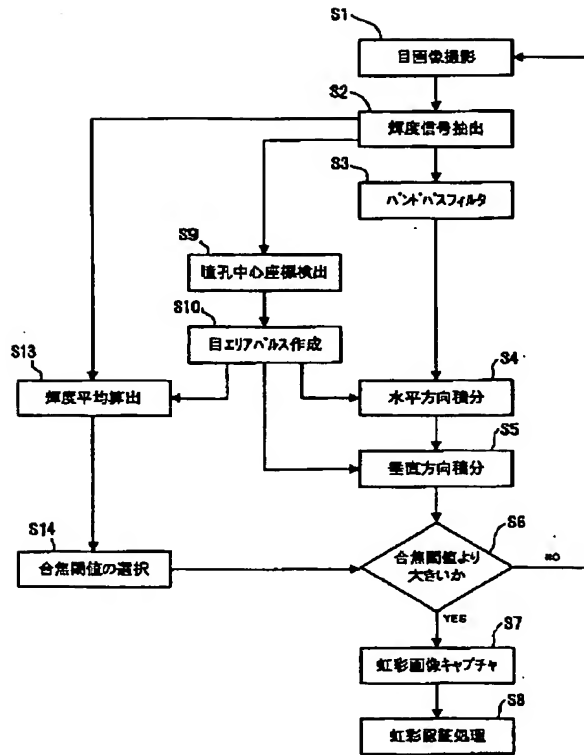 S1
目画像撮影
S2
輝度信号抽出
S3
バンドパスフィルタ
S9
瞳孔中心座標検出
S10
目エリアパルス作成
S13
輝度平均算出
S4
水平方向積分
S5
垂直方向積分
S6
合焦閾値より
大きいか
NO
S14
合焦閾値の選択
YES
S7
虹彩画像キャプチャ
S8
虹彩認証処理